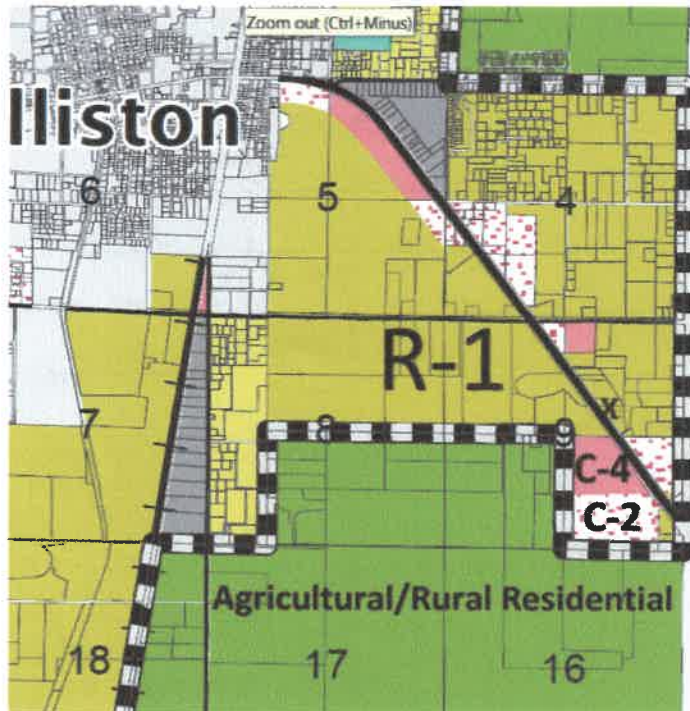 Zoom out (Ctrl+Minus)
lliston
6
5
4
R-1
x
7
8
9
C-4
C-2
Agricultural/Rural Residential
18
17
16